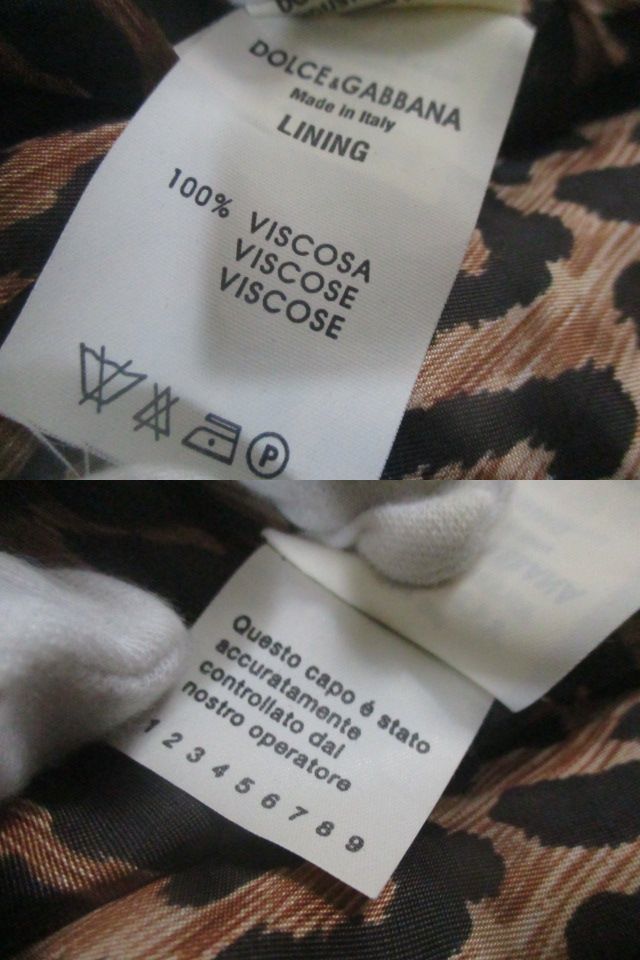 DOLCE&GABBANA
Made in Italy
LINING
100% VISCOSA
VISCOSE
VISCOSE
P
Questo capo é stato
accuratamente
controllato dal
nostro operatore
1 2 3 4 5 6 7 8 9